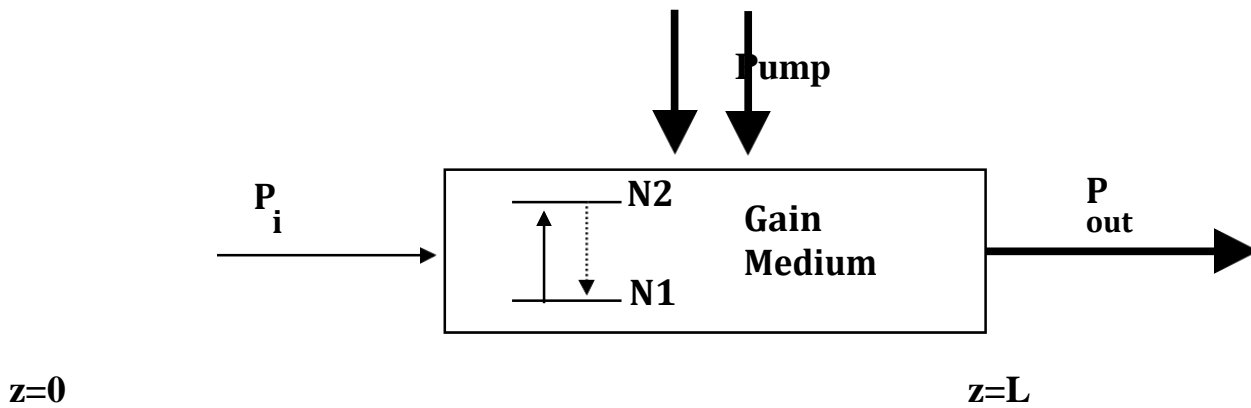 Pump
P
i
N2
N1
Gain
Medium
P
out
z=0
z=L